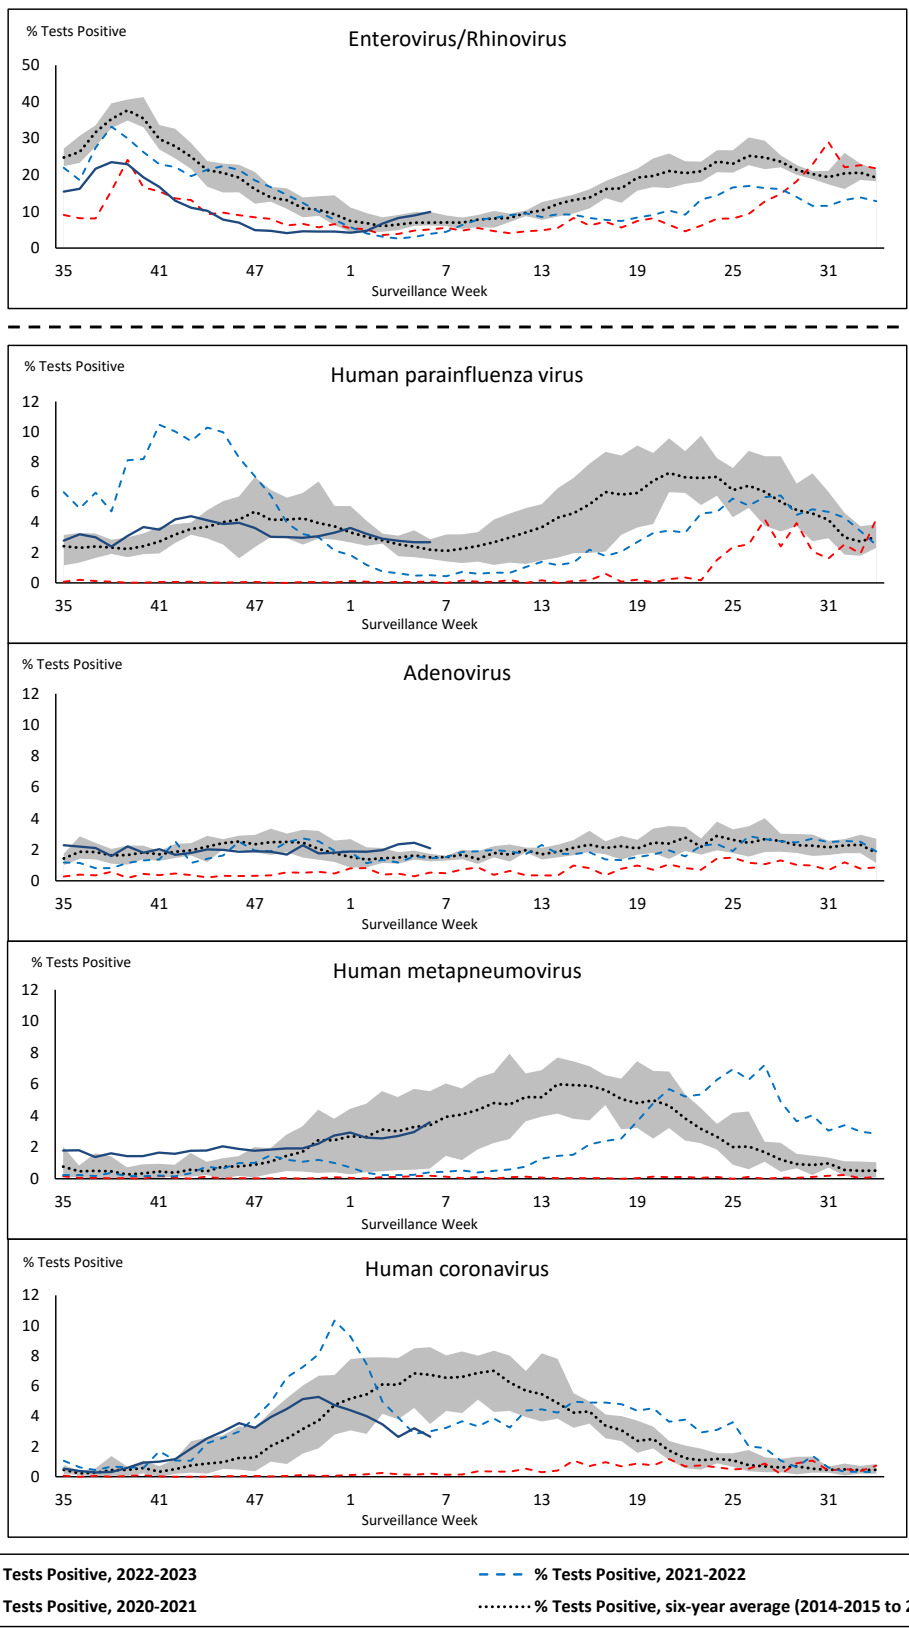 % Tests Positive
Enterovirus/Rhinovirus
50
40
30
20
10
0
35 41 47 1 7 13 19 25 31
Surveillance Week
% Tests Positive
Human parainfluenza virus
12
10
8
6
4
2
0
35 41 47 1 7 13 19 25 31
Surveillance Week
% Tests Positive
Adenovirus
12
10
8
6
4
2
0
35 41 47 1 7 13 19 25 31
Surveillance Week
% Tests Positive
Human metapneumovirus
12
10
8
6
4
2
0
35 41 47 1 7 13 19 25 31
Surveillance Week
% Tests Positive
Human coronavirus
12
10
8
6
4
2
0
35 41 47 1 7 13 19 25 31
Surveillance Week
Tests Positive, 2022-2023 % Tests Positive, 2021-2022
Tests Positive, 2020-2021 % Tests Positive, six-year average (2014-2015 to